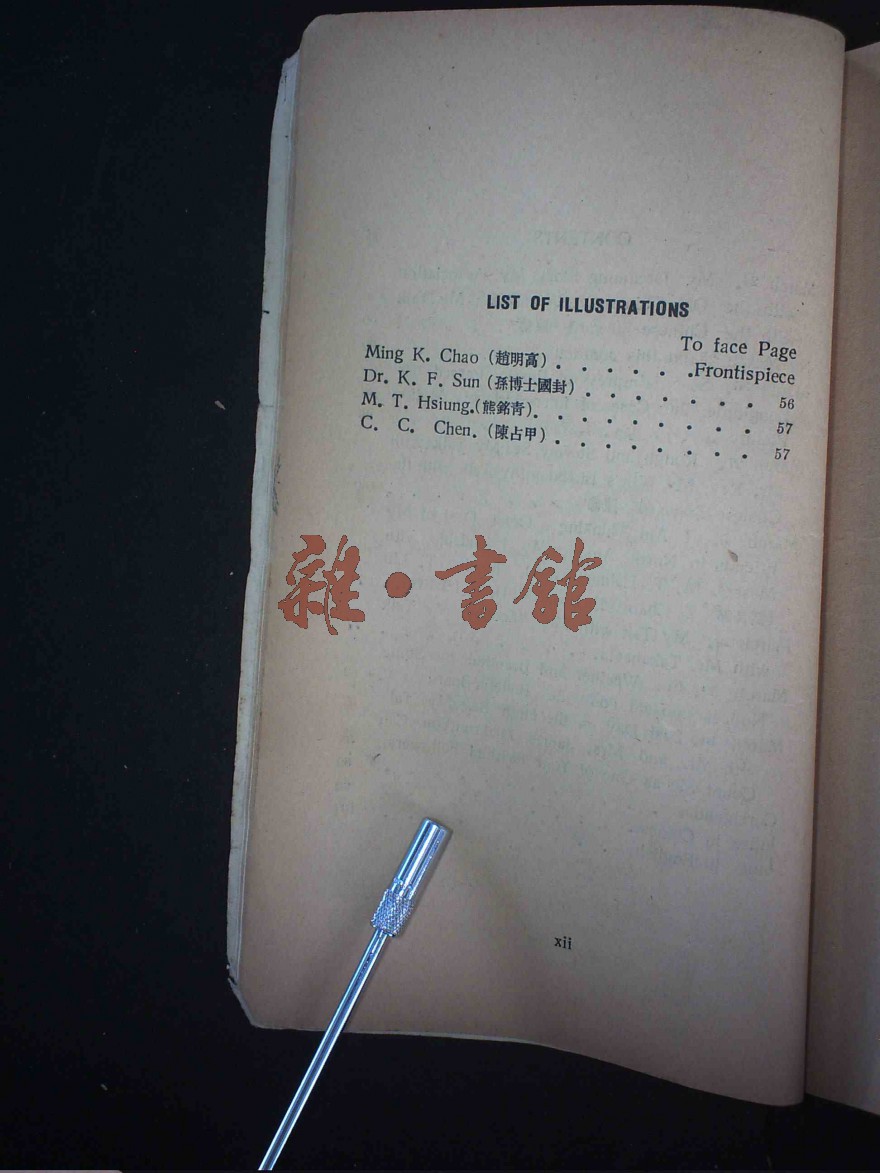 LIST OF ILLUSTRATIONS
To face Page
Ming K. Chao (趙明高) . . . . . .Frontispiece
Dr. K. F. Sun (孫博士國封) . . . . . . . 56
M. T. Hsiung.(熊銘青). . . . . . . . . 57
C. C. Chen. (陳占甲) . . . . . . . . 57
雜·書館
xii